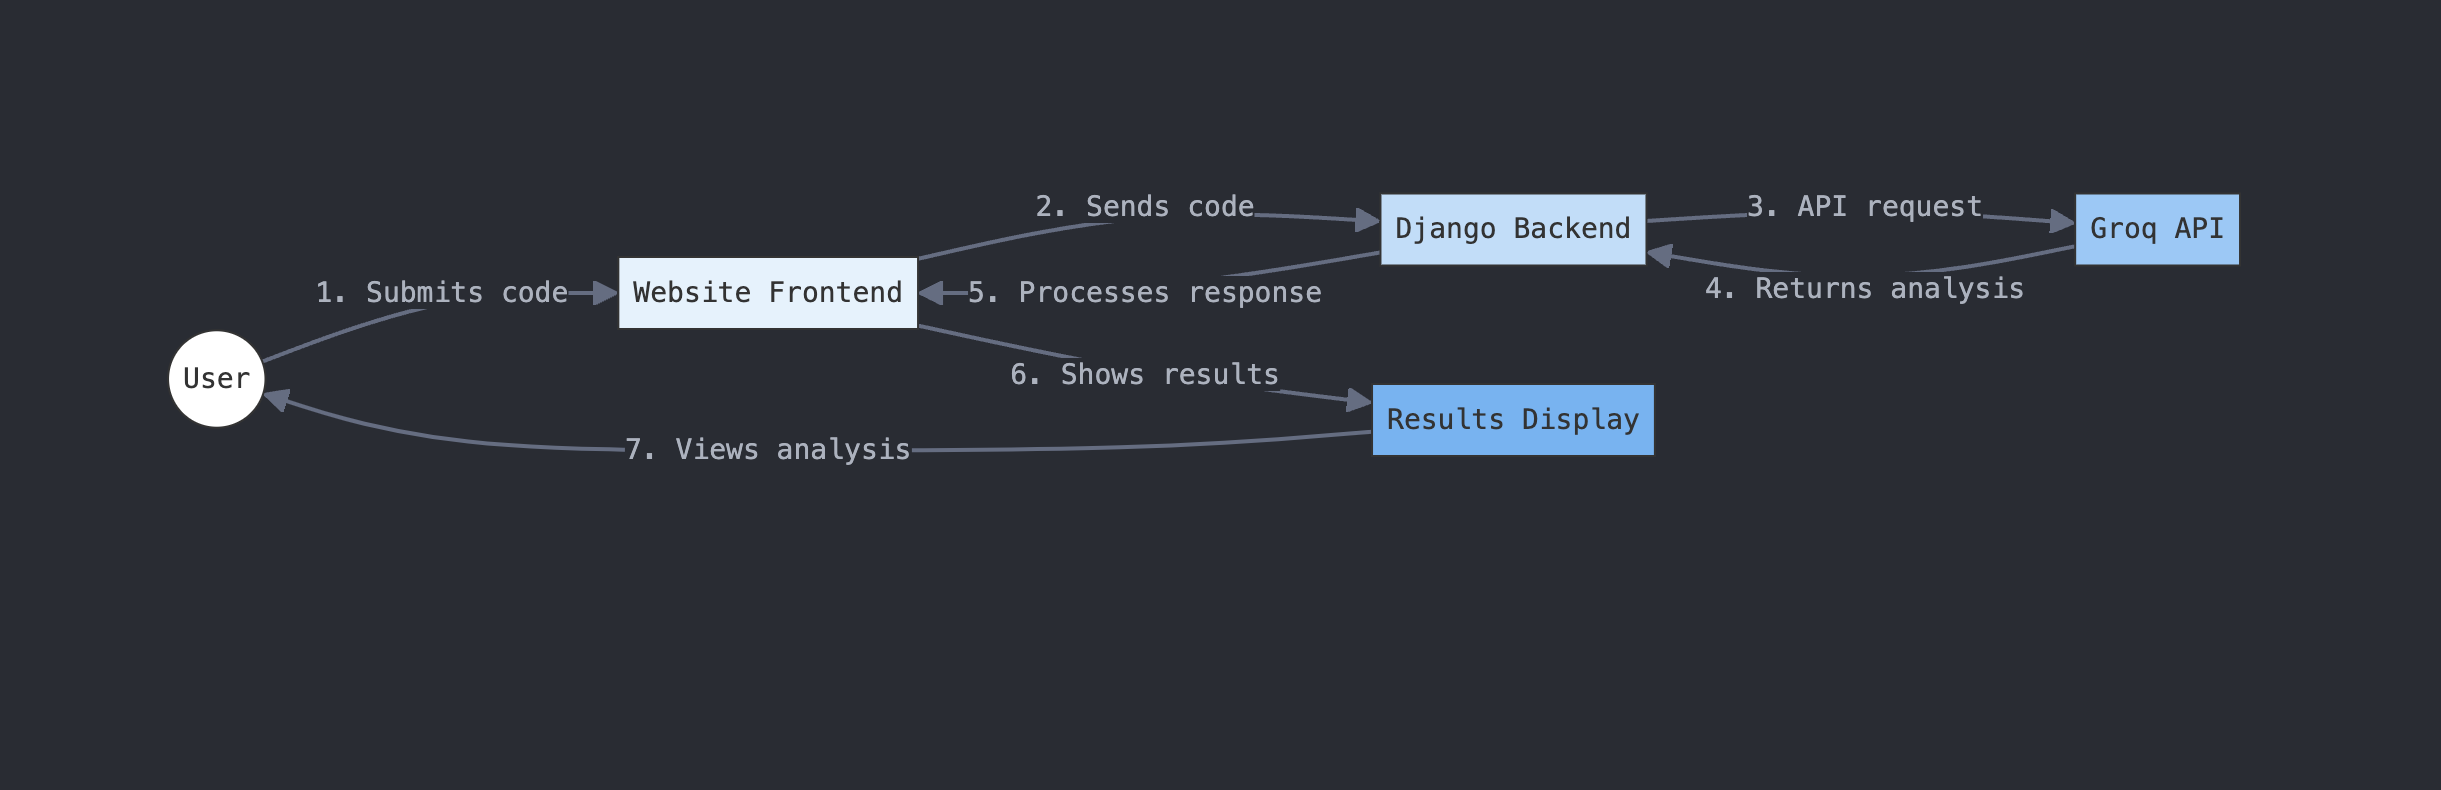 2. Sends code
Django Backend
3. API request
Groq API
1. Submits code
Website Frontend
5. Processes response
4. Returns analysis
User
6. Shows results
Results Display
7. Views analysis